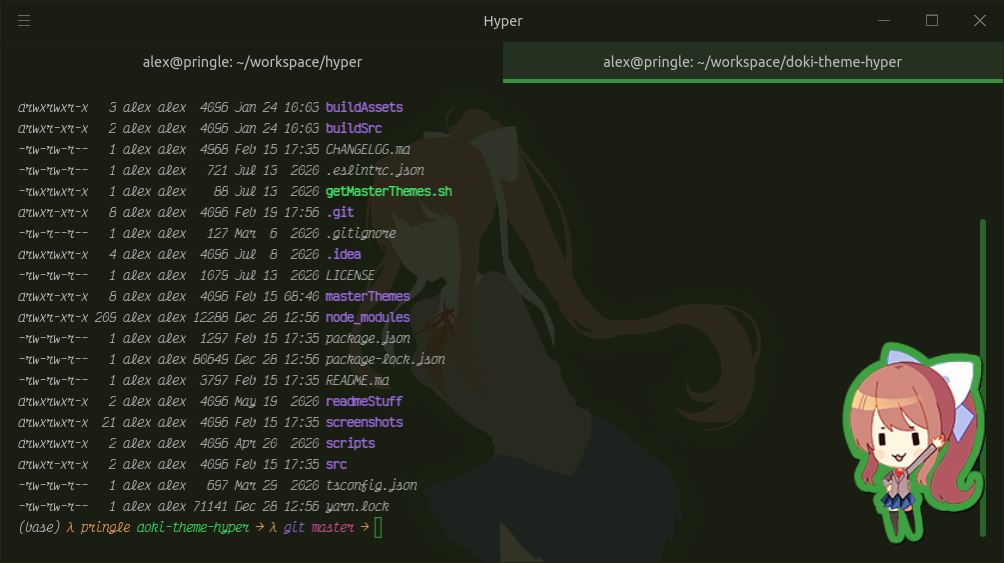 Hyper
alex@pringle: ~/workspace/hyper
alex@pringle: ~/workspace/doki-theme-hyper
drwxrwxr-x 3 alex alex 4096 Jan 24 10:03 buildAssets
drwxr-xr-x 2 alex alex 4096 Jan 24 10:03 buildSrc
-rw-rw-r-- 1 alex alex 4968 Feb 15 17:35 CHANGELOG.md
-rw-rw-r-- 1 alex alex 721 Jul 13 2020 .eslintrc.json
-rwxrwxr-x 1 alex alex 88 Jul 13 2020 getMasterThemes.sh
drwxrwxr-x 8 alex alex 4096 Feb 19 17:56 .git
-rw-r--r-- 1 alex alex 127 Mar 6 2020 .gitignore
drwxrwxr-x 4 alex alex 4096 Jul 8 2020 .idea
-rw-rw-r-- 1 alex alex 1079 Jul 13 2020 LICENSE
drwxrwxr-x 8 alex alex 4096 Feb 15 08:40 masterThemes
drwxr-xr-x 209 alex alex 12288 Dec 28 12:56 node_modules
-rw-rw-r-- 1 alex alex 1297 Feb 15 17:35 package.json
-rw-rw-r-- 1 alex alex 80649 Dec 28 12:56 package-lock.json
-rw-rw-r-- 1 alex alex 3797 Feb 15 17:35 README.md
drwxrwxr-x 2 alex alex 4096 May 19 2020 readmeStuff
drwxrwxr-x 21 alex alex 4096 Feb 15 17:35 screenshots
drwxrwxr-x 2 alex alex 4096 Apr 20 2020 scripts
drwxr-xr-x 2 alex alex 4096 Feb 15 17:35 src
-rw-rw-r-- 1 alex alex 697 Mar 29 2020 tsconfig.json
-rw-rw-r-- 1 alex alex 71141 Dec 28 12:56 yarn.lock
(base) λ pringle doki-theme-hyper → λ git master →